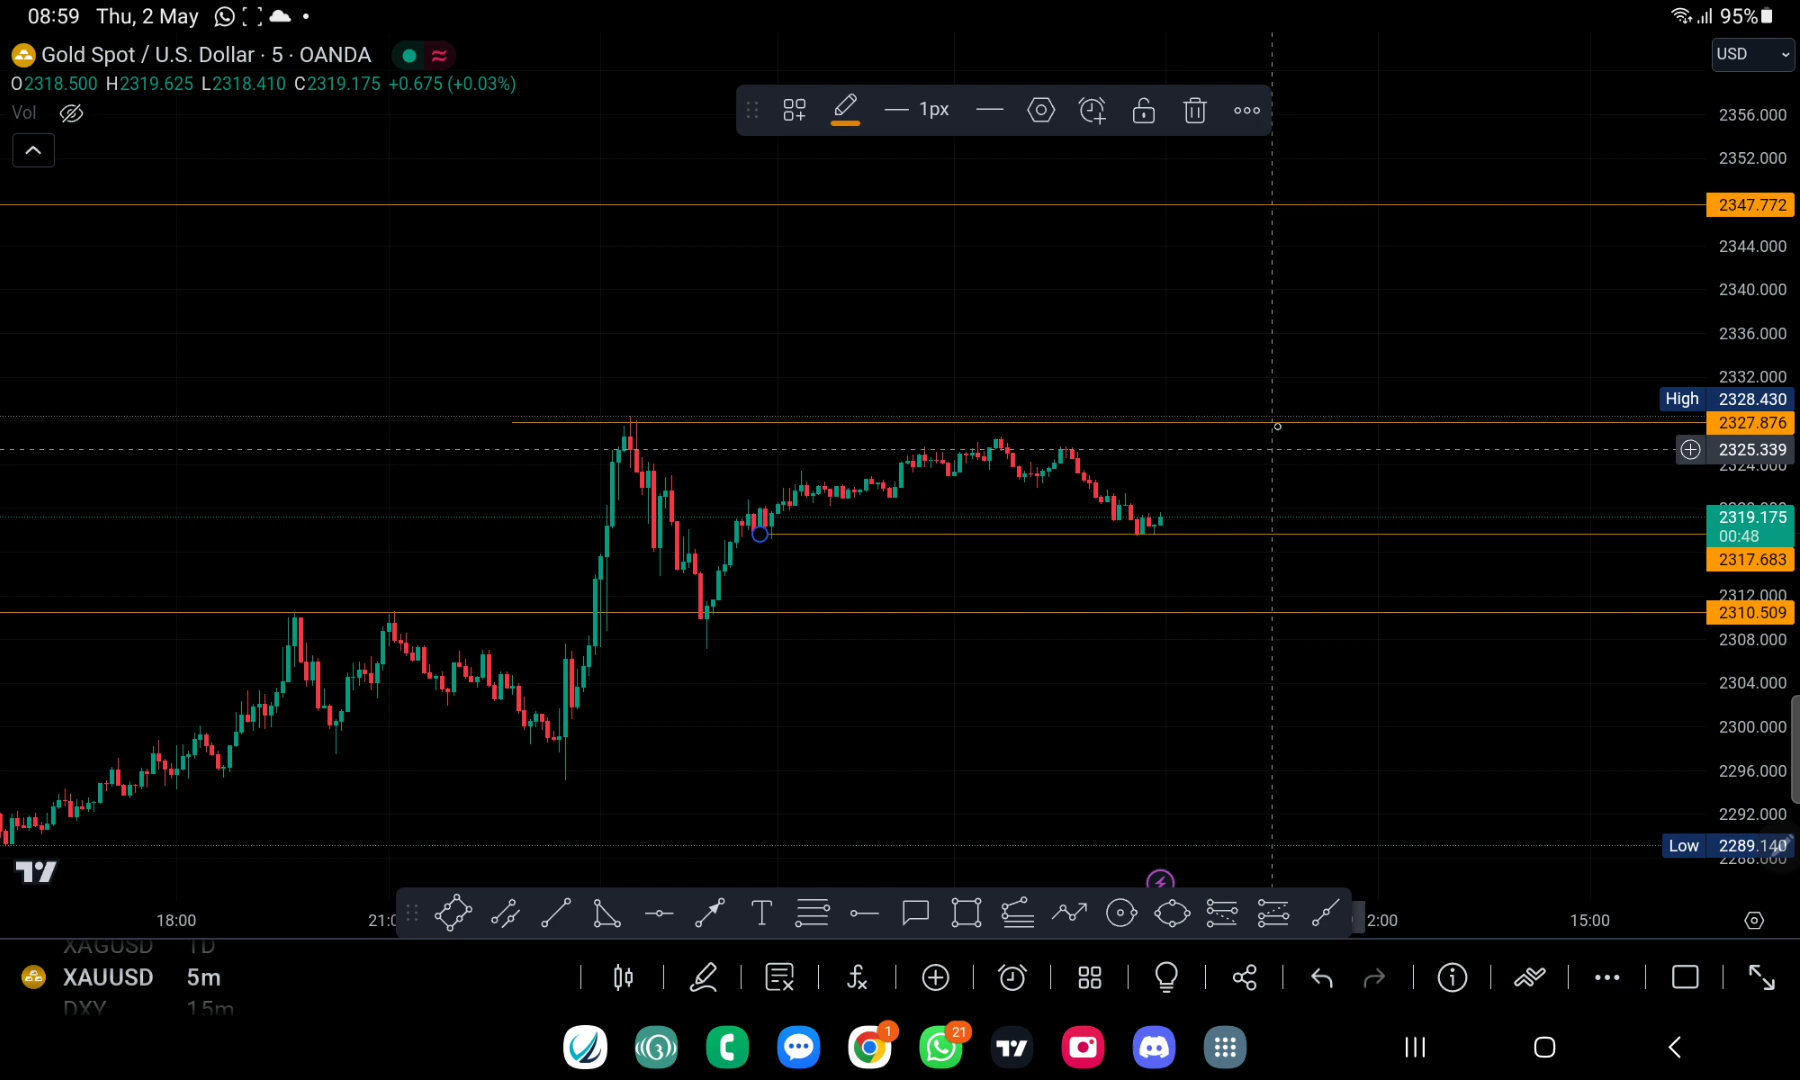 08:59 Thu, 2 May 95%
Gold Spot / U.S. Dollar · 5 · OANDA
USD
O2318.500 H2319.625 L2318.410 C2319.175 +0.675 (+0.03%)
Vol
1px
2356.000
2352.000
2347.772
2344.000
2340.000
2336.000
2332.000
High 2328.430
2327.876
2325.339
2324.000
2319.175
00:48
2317.683
2312.000
2310.509
2308.000
2304.000
2300.000
2296.000
2292.000
Low 2289.140
2288.000
T
18:00 21:0 2:00 15:00
XAGUSD 1D
XAUUSD 5m
DXY 15m
1
21
3